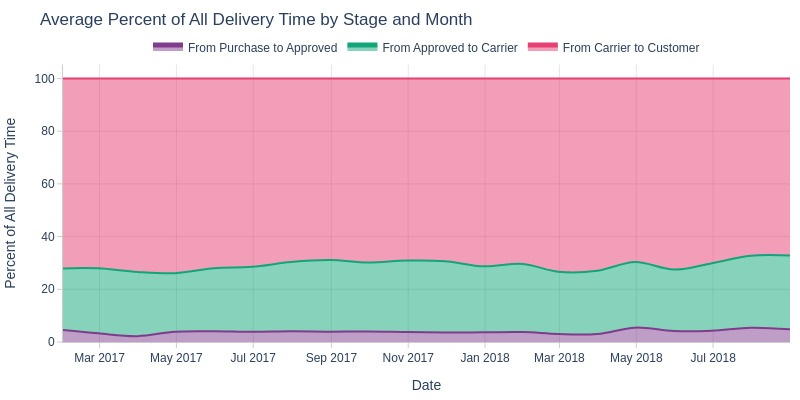 Average Percent of All Delivery Time by Stage and Month
From Purchase to Approved From Approved to Carrier From Carrier to Customer
100
80
60
40
20
0
Percent of All Delivery Time
Mar 2017 May 2017 Jul 2017 Sep 2017 Nov 2017 Jan 2018 Mar 2018 May 2018 Jul 2018
Date